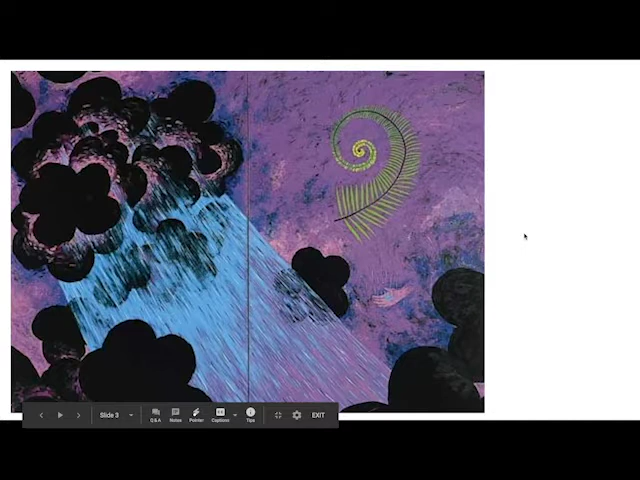 Slide 3
Q&A
Notes
Pointer
Captions
Tips
EXIT